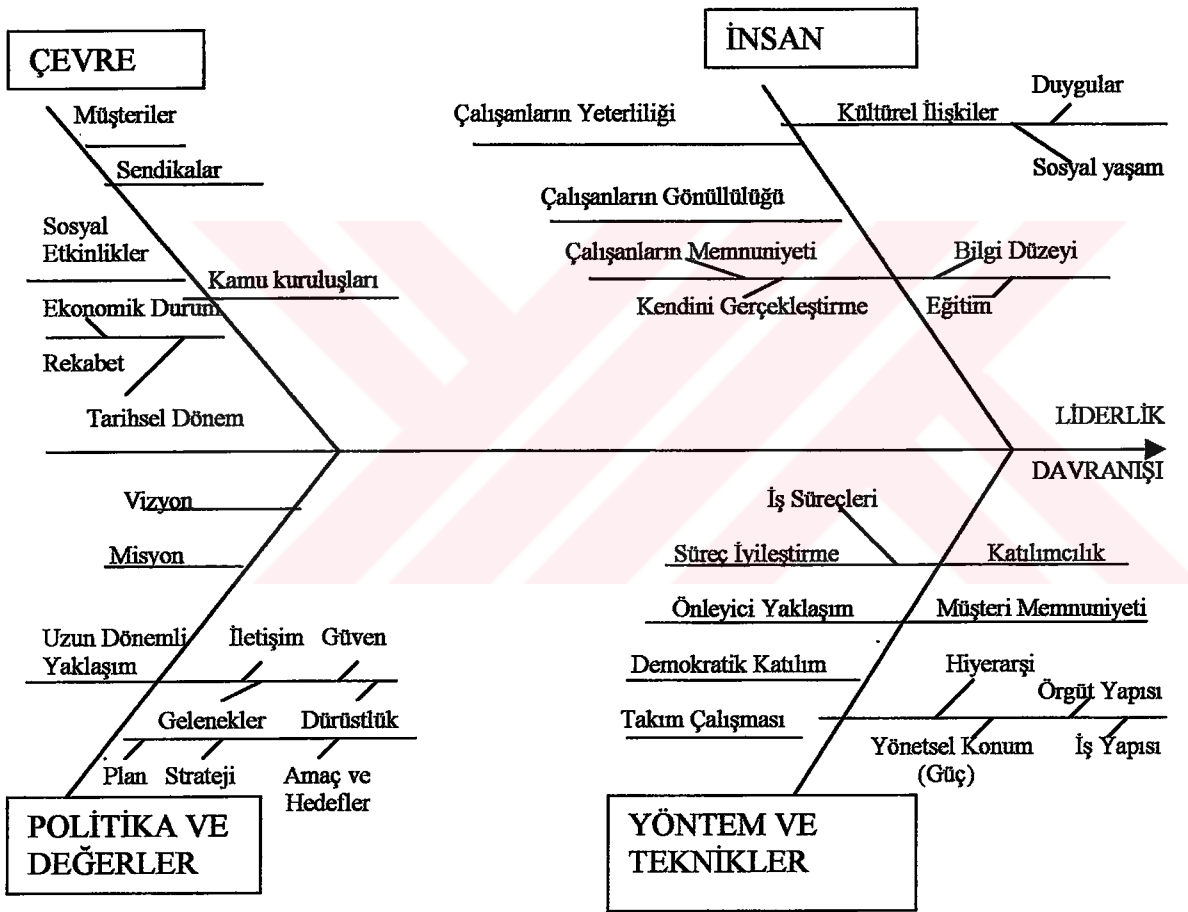 ÇEVRE
Müşteriler
Sendikalar
Sosyal
Etkinlikler
Kamu kuruluşları
Ekonomik Durum
Rekabet
Tarihsel Dönem
İNSAN
Çalışanların Yeterliliği
Kültürel İlişkiler
Duygular
Sosyal yaşam
Çalışanların Gönüllülüğü
Çalışanların Memnuniyeti
Bilgi Düzeyi
Kendini Gerçekleştirme
Eğitim
LİDERLİK
DAVRANIŞI
Vizyon
Misyon
Uzun Dönemli
Yaklaşım
İletişim
Güven
Gelenekler
Dürüstlük
Plan
Strateji
Amaç ve
Hedefler
POLİTİKA VE
DEĞERLER
İş Süreçleri
Süreç İyileştirme
Katılımcılık
Önleyici Yaklaşım
Müşteri Memnuniyeti
Demokratik Katılım
Hiyerarşi
Örgüt Yapısı
Takım Çalışması
Yönetsel Konum
(Güç)
İş Yapısı
YÖNTEM VE
TEKNİKLER